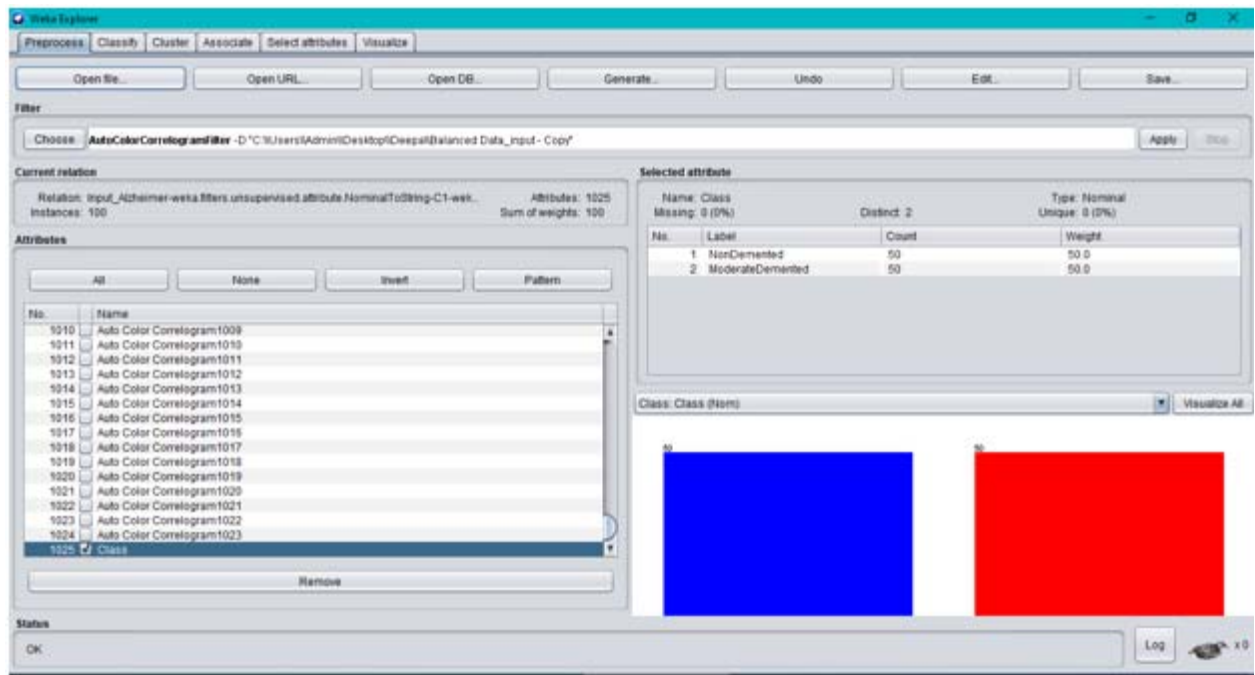 Weka Explorer
Preprocess Classify Cluster Associate Select attributes Visualize
Open file... Open URL... Open DB... Generate... Undo Edit... Save...
Filter
Choose AutoColorCorrelogramFilter -D "C:\\Users\\Admin\\Desktop\\Deepali\\Balanced Data_input - Copy" Apply Stop
Current relation
Relation: Input_Alzheimer-weka.filters.unsupervised.attribute.NominalToString-C1-wek... Attributes: 1025
Instances: 100 Sum of weights: 100
Attributes
All None Invert Pattern
No. Name
1010 Auto Color Correlogram1009
1011 Auto Color Correlogram1010
1012 Auto Color Correlogram1011
1013 Auto Color Correlogram1012
1014 Auto Color Correlogram1013
1015 Auto Color Correlogram1014
1016 Auto Color Correlogram1015
1017 Auto Color Correlogram1016
1018 Auto Color Correlogram1017
1019 Auto Color Correlogram1018
1020 Auto Color Correlogram1019
1021 Auto Color Correlogram1020
1022 Auto Color Correlogram1021
1023 Auto Color Correlogram1022
1024 Auto Color Correlogram1023
1025 Class
Remove
Selected attribute
Name: Class Type: Nominal
Missing: 0 (0%) Distinct: 2 Unique: 0 (0%)
No. Label Count Weight
1 NonDemented 50 50.0
2 ModerateDemented 50 50.0
Class: Class (Nom) Visualize All
50 50
Status
OK Log x 0